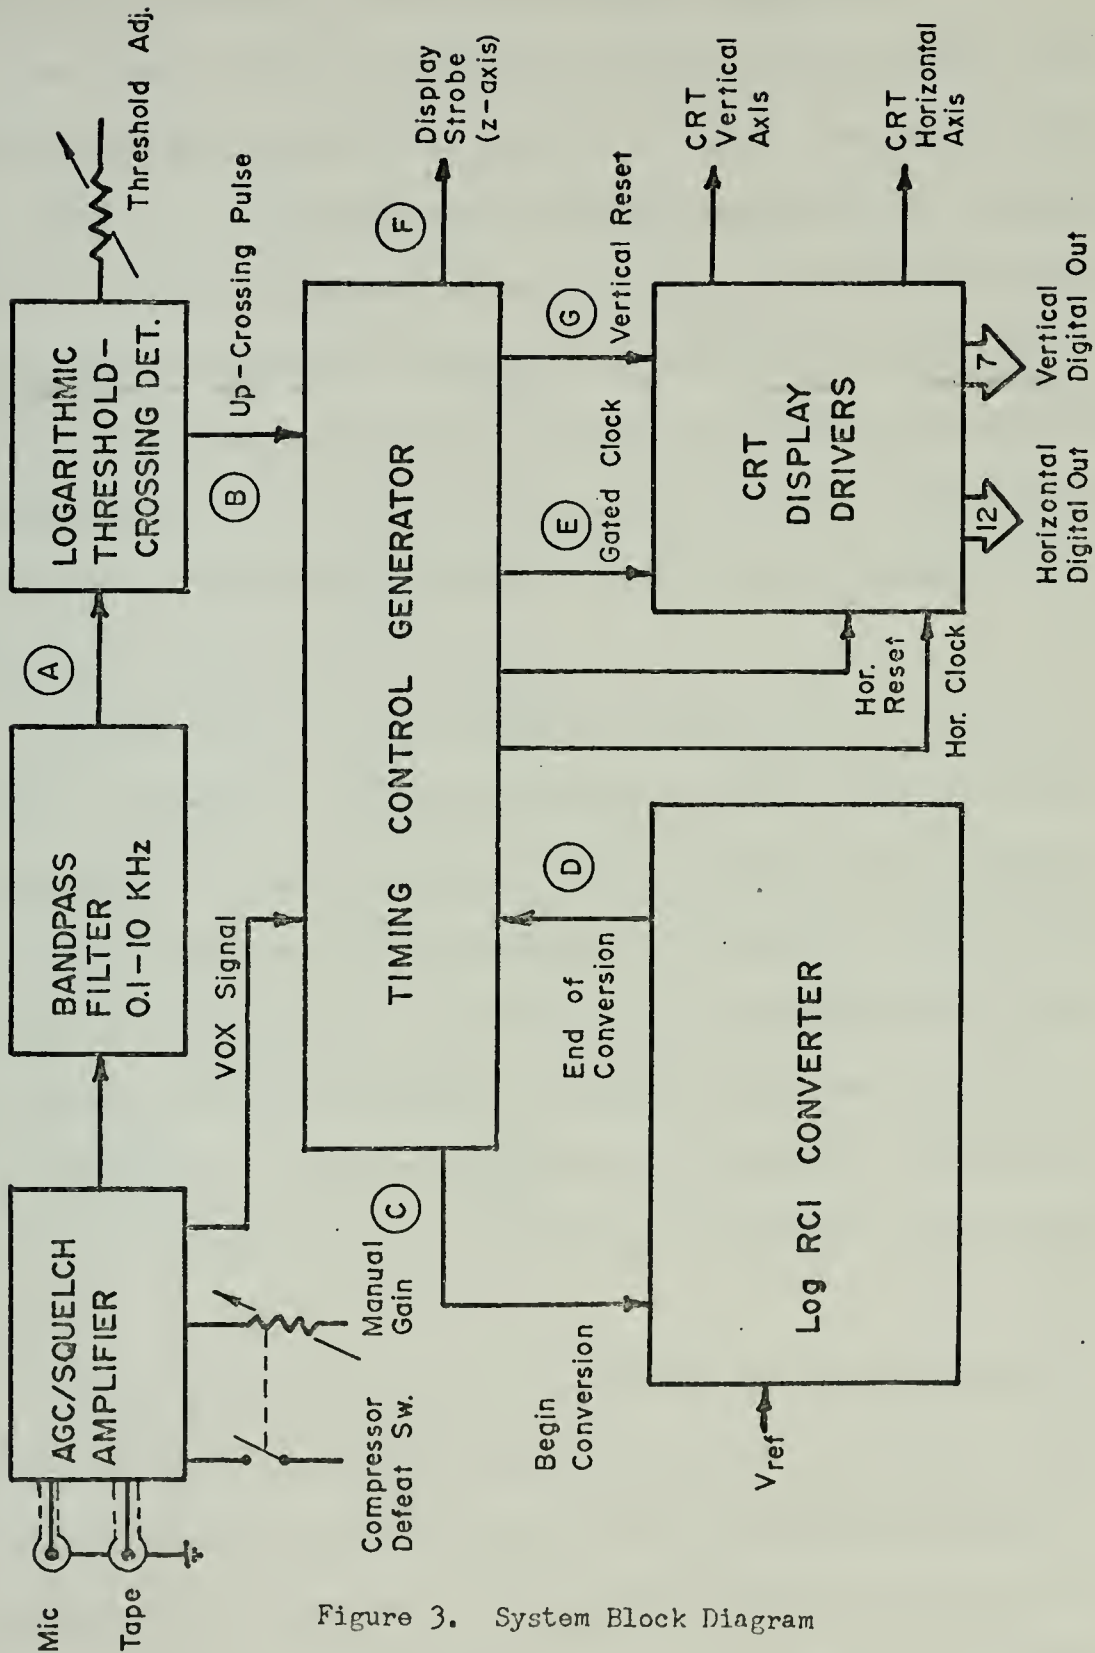 Mic
Tape
AGC/SQUELCH
AMPLIFIER
Compressor
Defeat Sw.
Manual
Gain
BANDPASS
FILTER
0.1-10 KHz
A
LOGARITHMIC
THRESHOLD-
CROSSING DET.
Threshold Adj.
VOX Signal
B
Up-Crossing Pulse
TIMING CONTROL GENERATOR
C
Begin
Conversion
D
End of
Conversion
E
Gated Clock
G
Vertical Reset
F
Display
Strobe
(z-axis)
Vref
Log RCI CONVERTER
Hor.
Reset
Hor. Clock
CRT
DISPLAY
DRIVERS
CRT
Vertical
Axis
CRT
Horizontal
Axis
12
Horizontal
Digital Out
7
Vertical
Digital Out
Figure 3. System Block Diagram